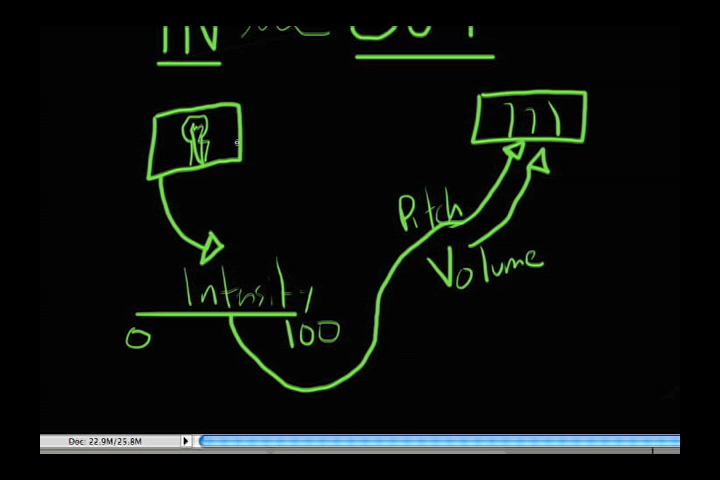 IN OUT
Pitch
Volume
Intensity
0 100
Doc: 22.9M/25.8M